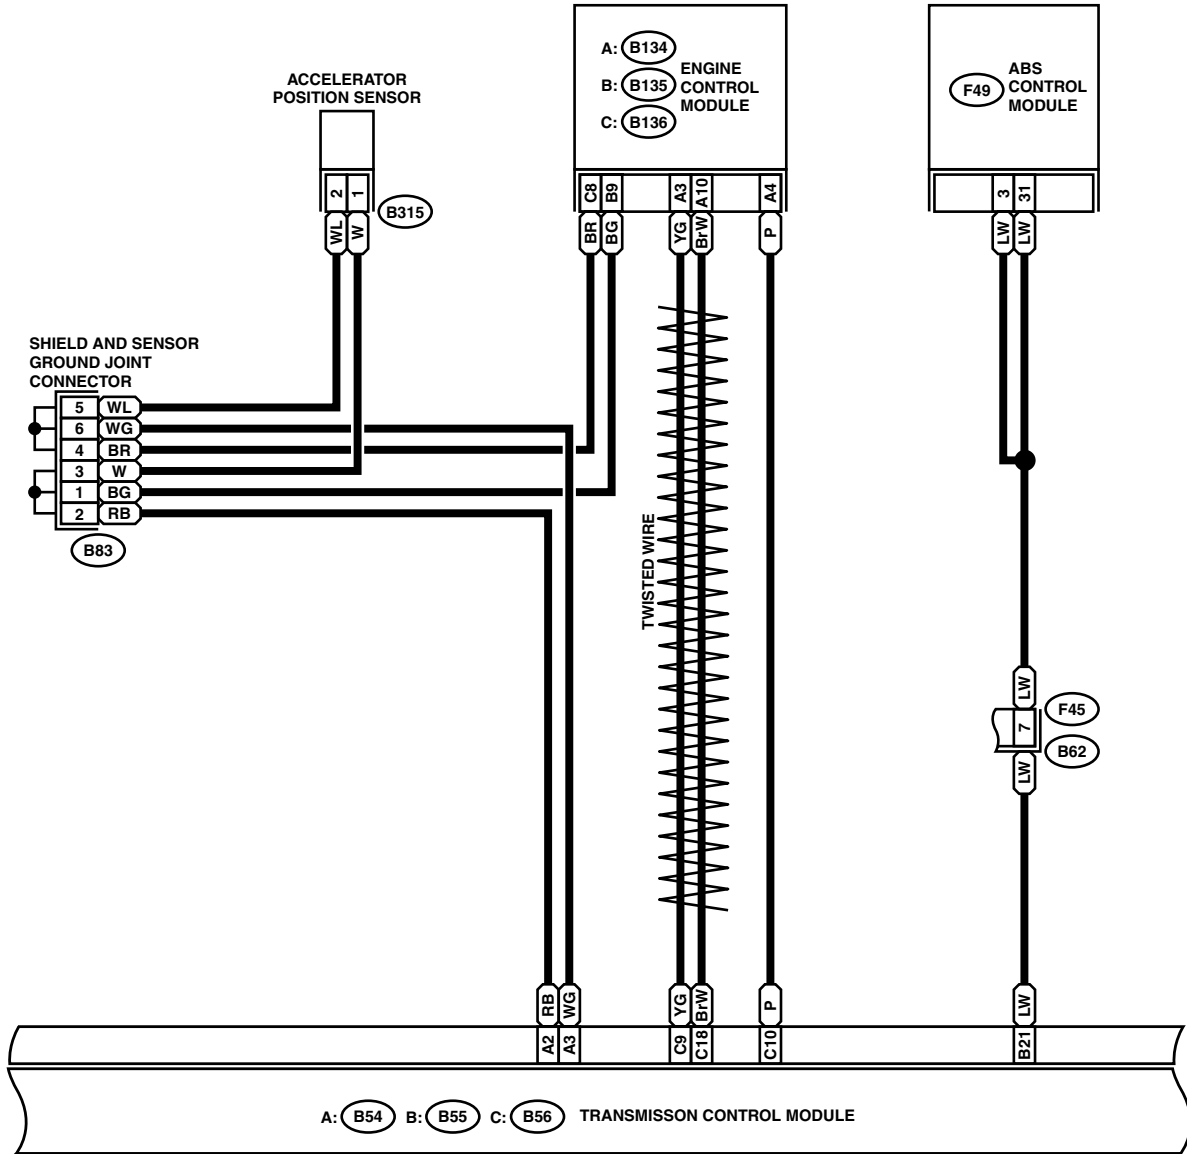 A: B134
B: B135
C: B136
ENGINE
CONTROL
MODULE
F49
ABS
CONTROL
MODULE
ACCELERATOR
POSITION SENSOR
2 1
B315
WL W
C8 B9 A3 A10 A4
BR BG YG BrW P
3 31
LW LW
SHIELD AND SENSOR
GROUND JOINT
CONNECTOR
5 WL
6 WG
4 BR
3 W
1 BG
2 RB
B83
TWISTED WIRE
LW
7
F45
B62
LW
RB WG YG BrW P LW
A2 A3 C9 C18 C10 B21
A: B54 B: B55 C: B56 TRANSMISSON CONTROL MODULE